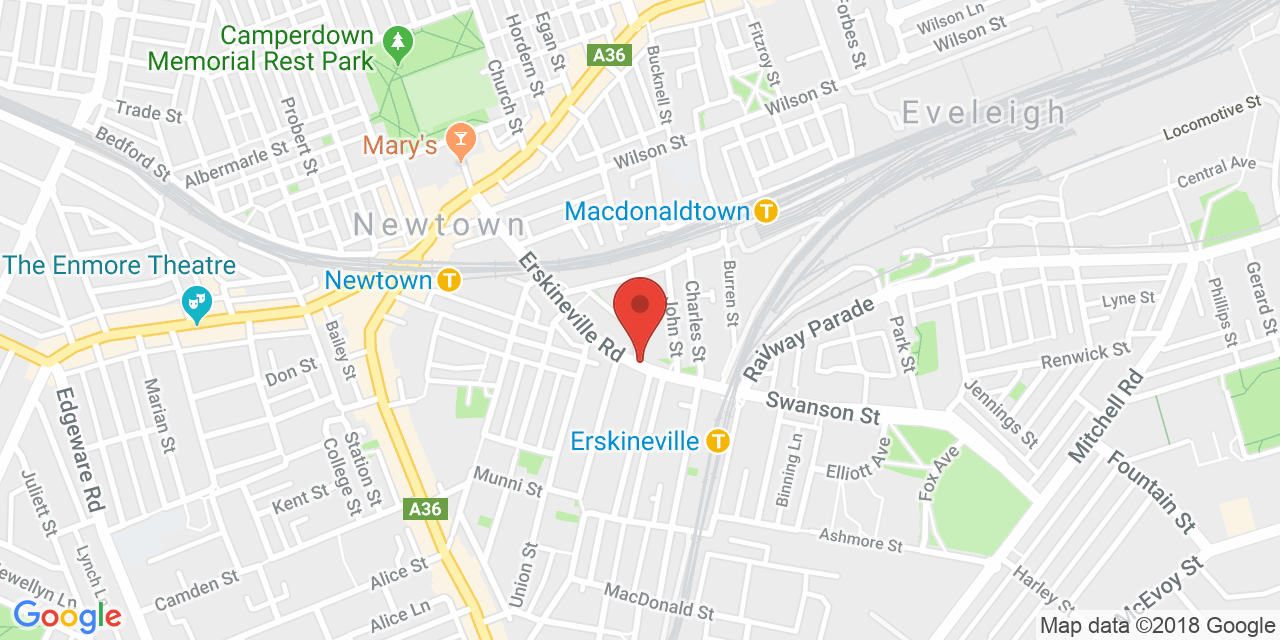 Wilson Ln
Forbes St
Egan St
Hordern St
Camperdown
Memorial Rest Park
Fitzroy St
Wilson St
A36
Bucknell St
Church St
Wilson St
Trade St
Probert St
Eveleigh
Locomotive St
Bedford St
Mary's
Wilson St
Albermarle St
Central Ave
Macdonaldtown
T
Newtown
The Enmore Theatre
Newtown
T
Erskineville Rd
John St
Charles St
Burren St
Railway Parade
Lyne St
Phillips St
Gerard St
Bailey St
Park St
Renwick St
Don St
Marian St
Edgeware Rd
Jennings St
Mitchell Rd
Swanson St
Erskineville
T
Station St
College St
Binning Ln
Elliott Ave
Fox Ave
Fountain St
Juliett St
Kent St
Munni St
A36
Ashmore St
Lynch L
Alice St
Union St
Camden St
Harley St
McEvoy St
ewellyn Ln
Alice Ln
MacDonald St
Google
Map data ©2018 Google